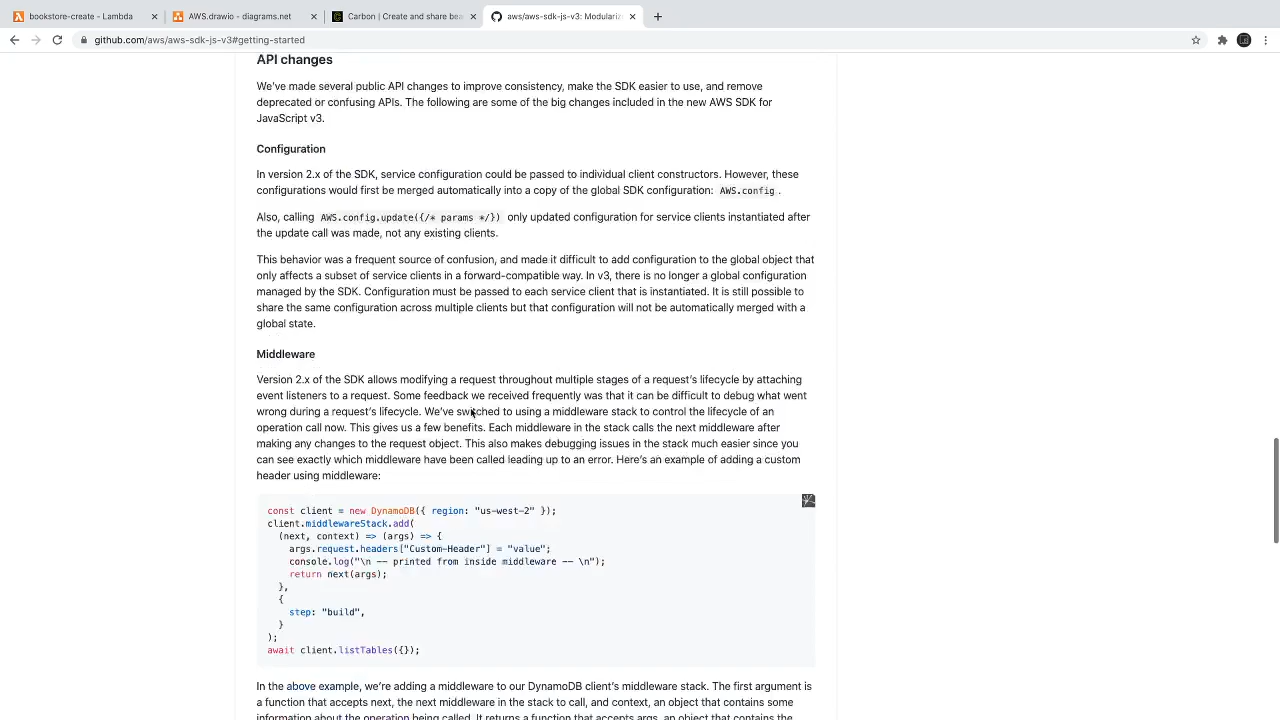 bookstore-create - Lambda
AWS.drawio - diagrams.net
Carbon | Create and share bea
aws/aws-sdk-js-v3: Modulariz
github.com/aws/aws-sdk-js-v3#getting-started
API changes
We've made several public API changes to improve consistency, make the SDK easier to use, and remove
deprecated or confusing APIs. The following are some of the big changes included in the new AWS SDK for
JavaScript v3.
Configuration
In version 2.x of the SDK, service configuration could be passed to individual client constructors. However, these
configurations would first be merged automatically into a copy of the global SDK configuration: AWS.config .
Also, calling AWS.config.update({/* params */}) only updated configuration for service clients instantiated after
the update call was made, not any existing clients.
This behavior was a frequent source of confusion, and made it difficult to add configuration to the global object that
only affects a subset of service clients in a forward-compatible way. In v3, there is no longer a global configuration
managed by the SDK. Configuration must be passed to each service client that is instantiated. It is still possible to
share the same configuration across multiple clients but that configuration will not be automatically merged with a
global state.
Middleware
Version 2.x of the SDK allows modifying a request throughout multiple stages of a request's lifecycle by attaching
event listeners to a request. Some feedback we received frequently was that it can be difficult to debug what went
wrong during a request's lifecycle. We've switched to using a middleware stack to control the lifecycle of an
operation call now. This gives us a few benefits. Each middleware in the stack calls the next middleware after
making any changes to the request object. This also makes debugging issues in the stack much easier since you
can see exactly which middleware have been called leading up to an error. Here's an example of adding a custom
header using middleware:
const client = new DynamoDB({ region: "us-west-2" });
client.middlewareStack.add(
(next, context) => (args) => {
args.request.headers["Custom-Header"] = "value";
console.log("\n -- printed from inside middleware -- \n");
return next(args);
},
{
step: "build",
}
);
await client.listTables({});
In the above example, we're adding a middleware to our DynamoDB client's middleware stack. The first argument is
a function that accepts next, the next middleware in the stack to call, and context, an object that contains some
information about the operation being called. It returns a function that accepts args, an object that contains the